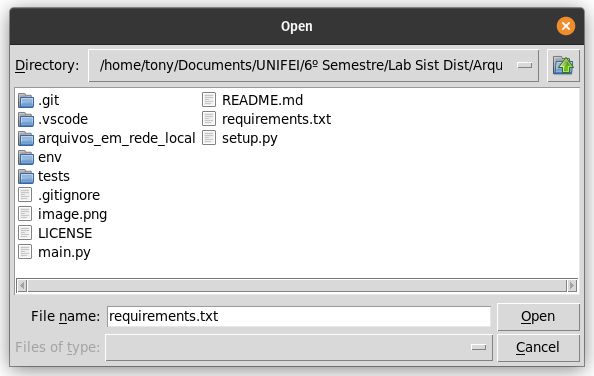 Open
Directory: /home/tony/Documents/UNIFEI/6º Semestre/Lab Sist Dist/Arqu
.git
.vscode
arquivos_em_rede_local
env
tests
.gitignore
image.png
LICENSE
main.py
README.md
requirements.txt
setup.py
File name: requirements.txt
Open
Files of type:
Cancel